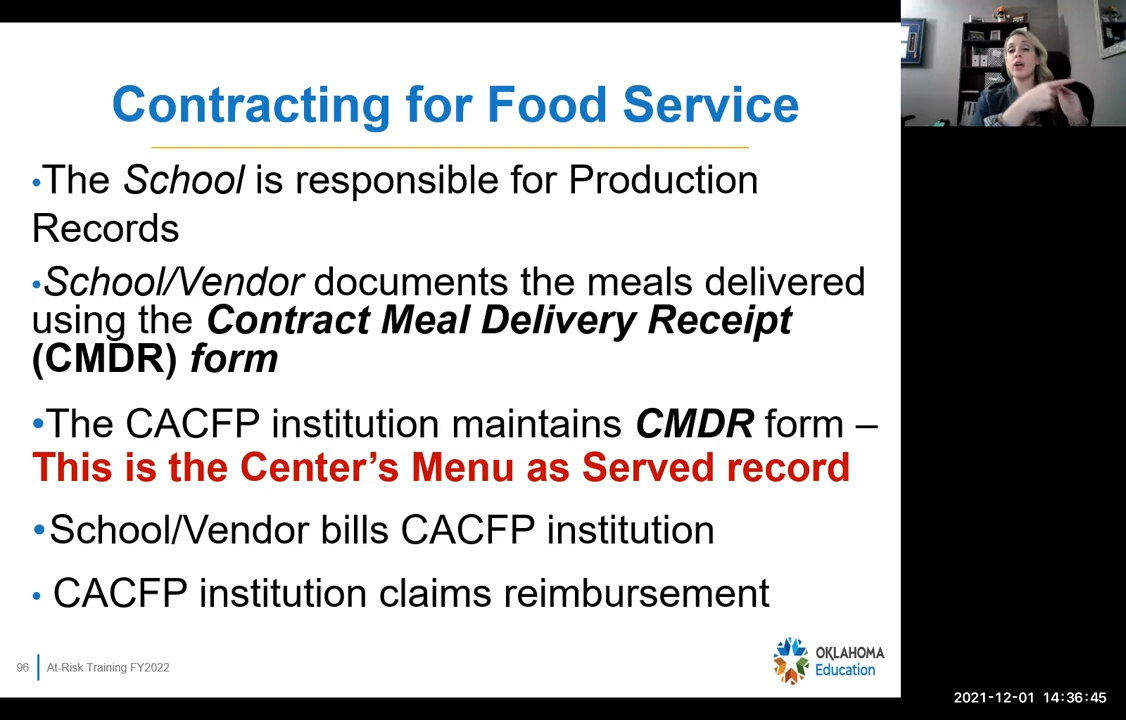 Contracting for Food Service
•The School is responsible for Production
Records
•School/Vendor documents the meals delivered
using the Contract Meal Delivery Receipt
(CMDR) form
•The CACFP institution maintains CMDR form –
This is the Center's Menu as Served record
•School/Vendor bills CACFP institution
• CACFP institution claims reimbursement
96 At-Risk Training FY2022
OKLAHOMA
Education
2021-12-01 14:36:45